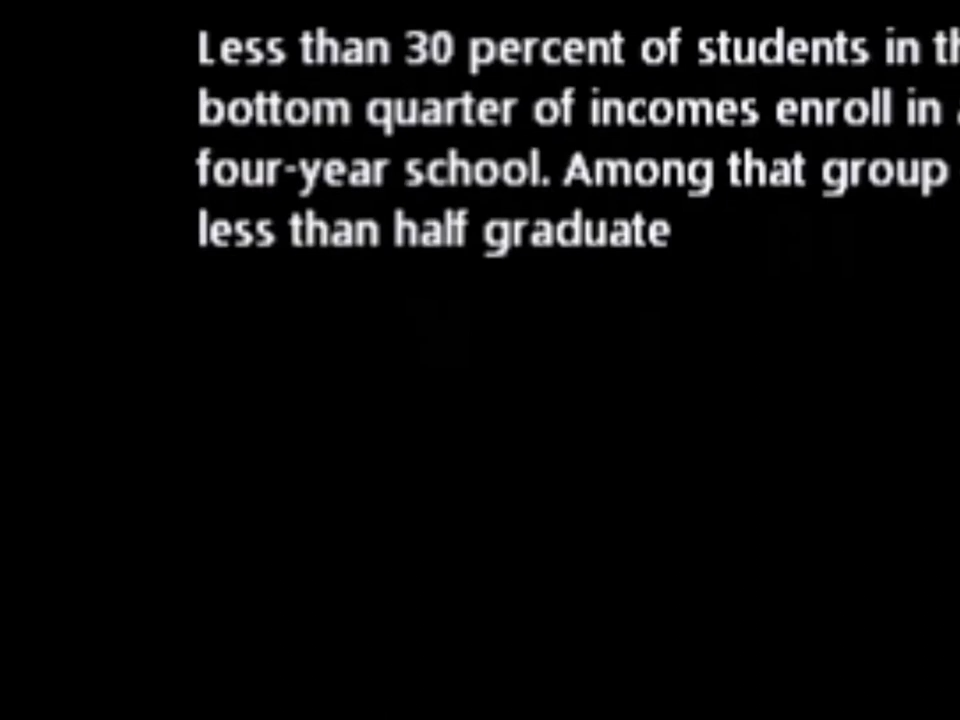 Less than 30 percent of students in
bottom quarter of incomes enroll in
four-year school. Among that group
less than half graduate